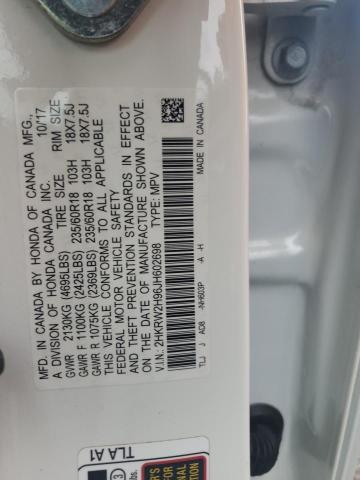 MFD. IN CANADA BY HONDA OF CANADA MFG.,
A DIVISION OF HONDA CANADA INC. 10/17
TIRE SIZE RIM SIZE
GVWR 2130KG (4695LBS)
GAWR F 1100KG (2425LBS) 235/60R18 103H 18X7.5J
GAWR R 1075KG (2369LBS) 235/60R18 103H 18X7.5J
THIS VEHICLE CONFORMS TO ALL APPLICABLE
FEDERAL MOTOR VEHICLE SAFETY
AND THEFT PREVENTION STANDARDS IN EFFECT
ON THE DATE OF MANUFACTURE SHOWN ABOVE.
V.I.N: 2HKRW2H96JH602698 TYPE: MPV
TLJ J AD8 -NH603P -A -H MADE IN CANADA
TLA A1